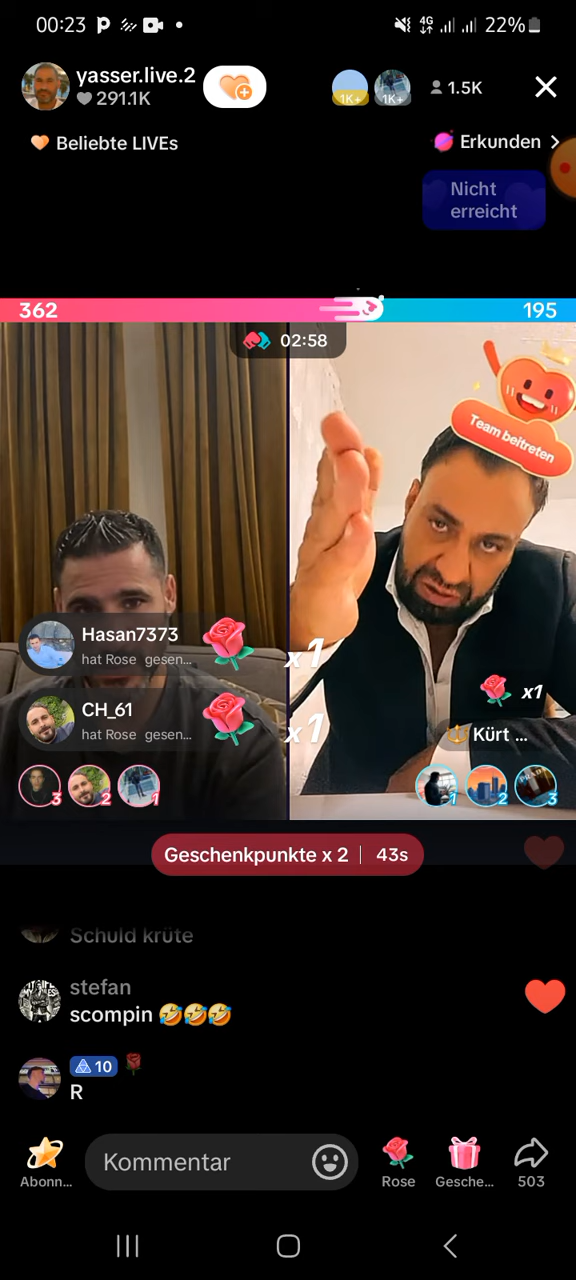 00:23
4G
22%
yasser.live.2
291.1K
1K+
1K+
1.5K
Beliebte LIVEs
Erkunden
Nicht
erreicht
362
195
02:58
Team beitreten
Hasan7373
hat Rose gesen...
x1
CH_61
hat Rose gesen...
x1
x1
Kürt ...
3
2
1
1
2
3
Geschenkpunkte x 2 | 43s
Schuld krüte
stefan
scompin 🤣🤣🤣
10
R
Kommentar
Abonn...
Rose
Gesche...
503